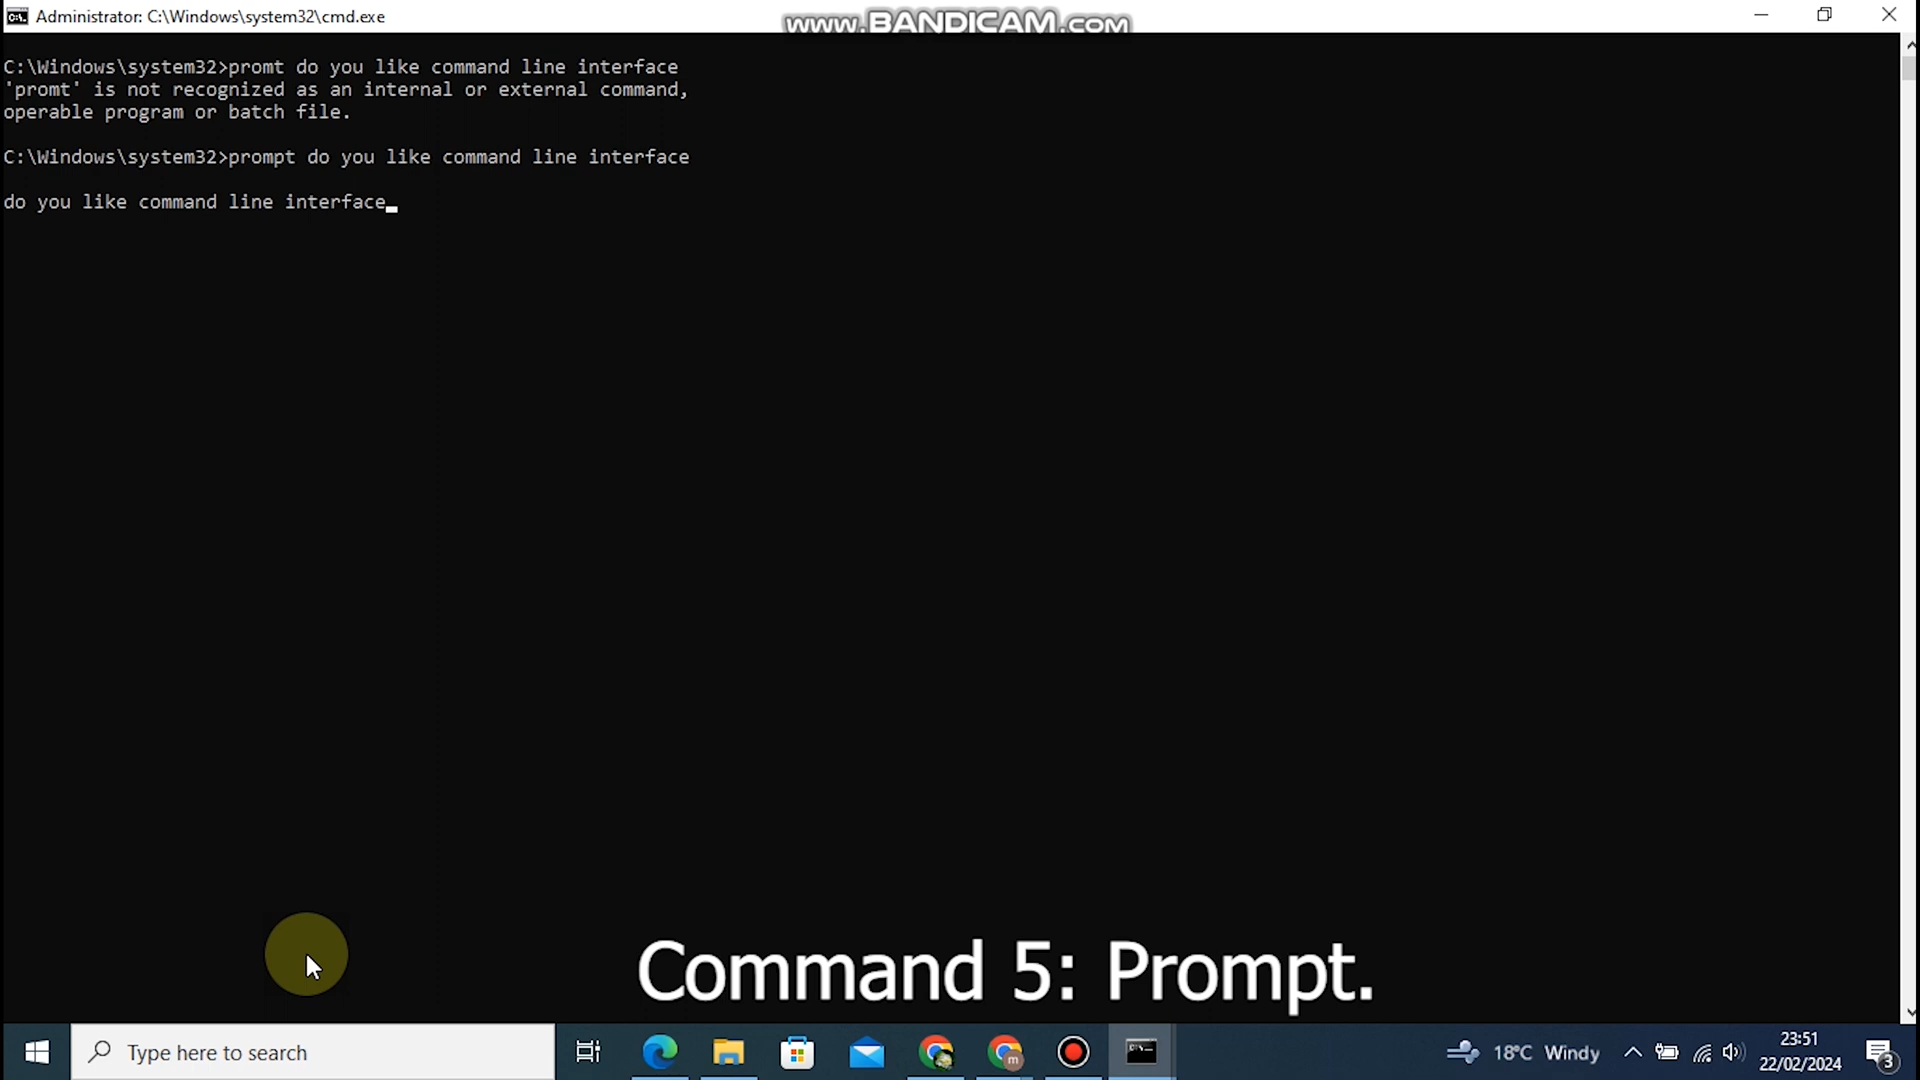 Administrator: C:\Windows\system32\cmd.exe
www.BANDICAM.com
C:\Windows\system32>promt do you like command line interface
'promt' is not recognized as an internal or external command,
operable program or batch file.
C:\Windows\system32>prompt do you like command line interface
do you like command line interface
Command 5: Prompt.
Type here to search
m
18°C Windy
23:51
22/02/2024
3